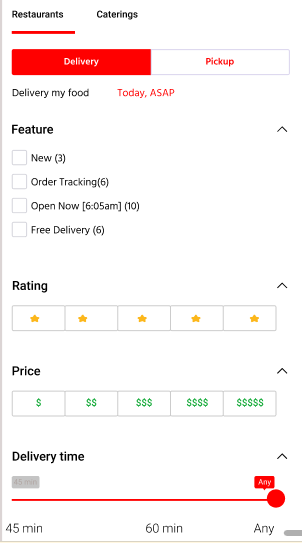 Restaurants Caterings
Delivery Pickup
Delivery my food Today, ASAP
Feature
New (3)
Order Tracking(6)
Open Now [6:05am] (10)
Free Delivery (6)
Rating
Price
$ $$ $$$ $$$$ $$$$$
Delivery time
45 min Any
45 min 60 min Any